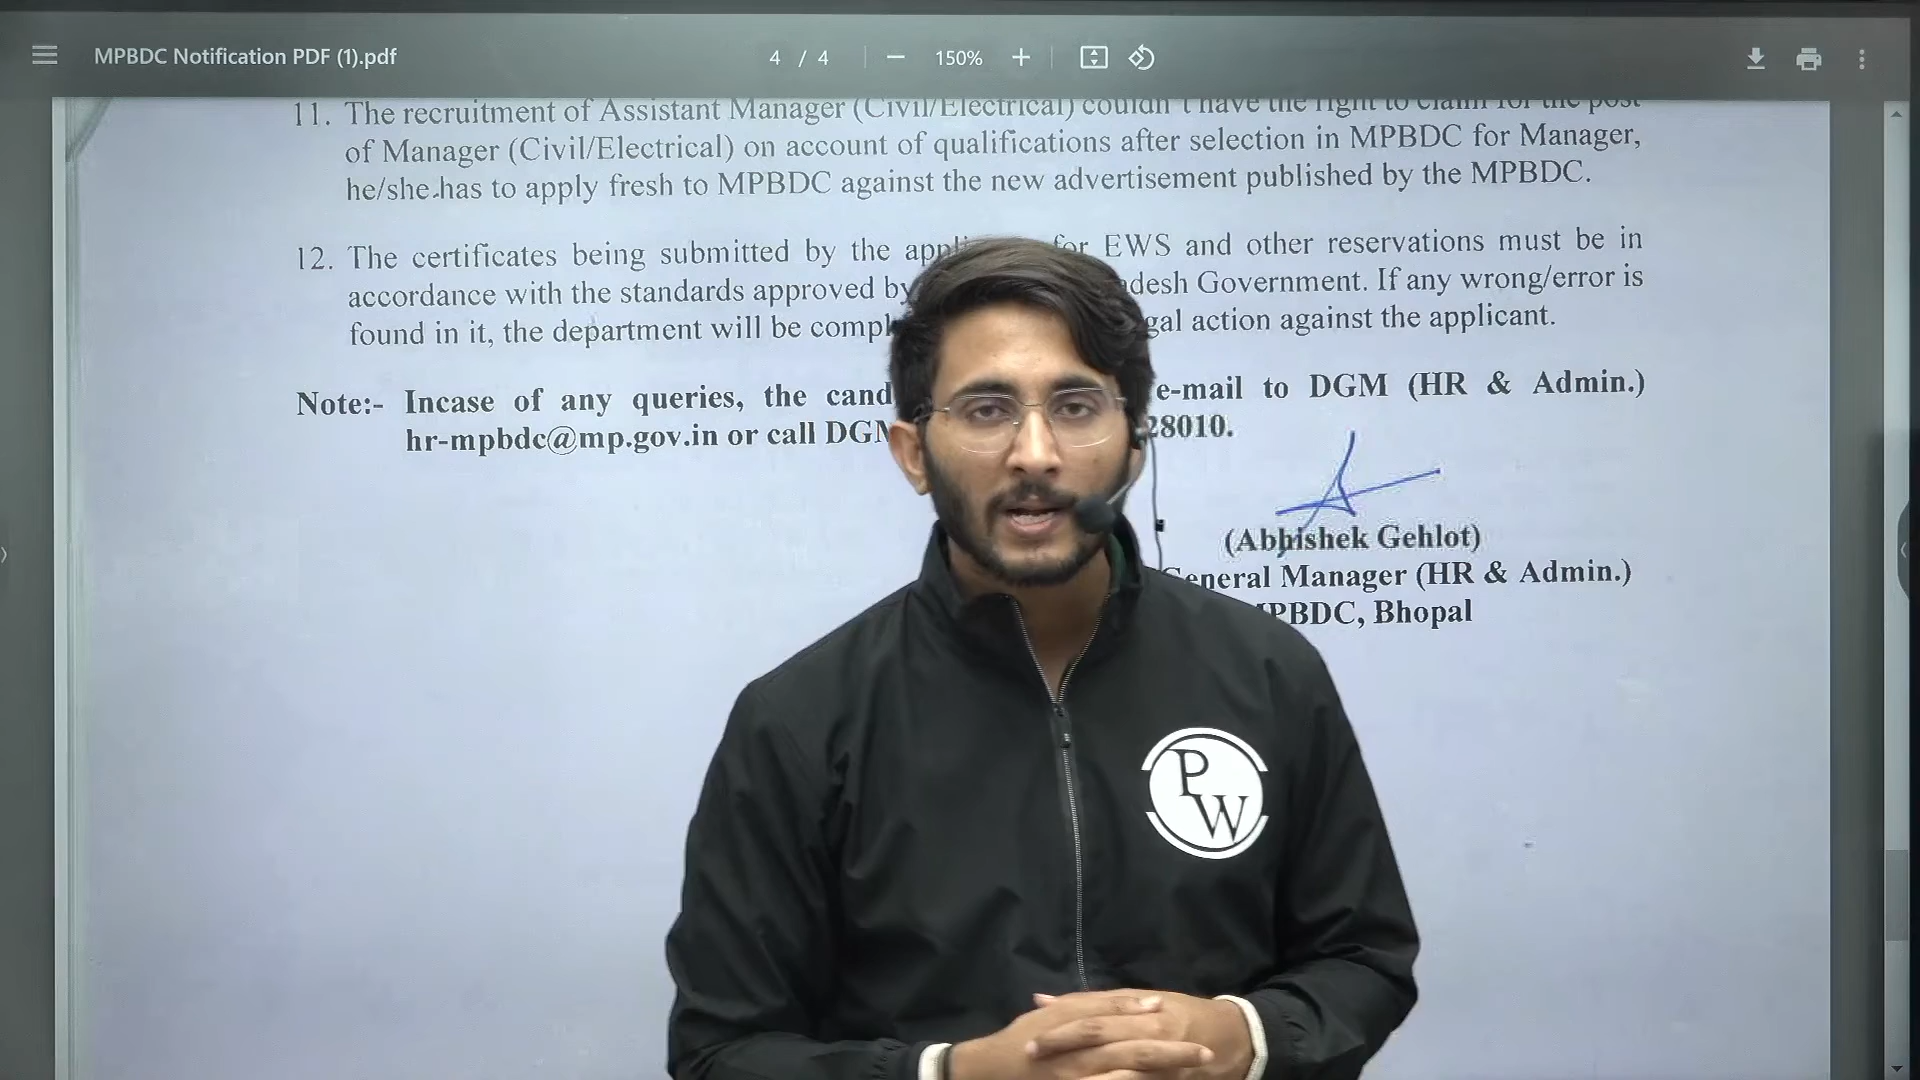 MPBDC Notification PDF (1).pdf
4 / 4
150%
11. The recruitment of Assistant Manager (Civil/Electrical) couldn't have the right to claim for the post
of Manager (Civil/Electrical) on account of qualifications after selection in MPBDC for Manager,
he/she.has to apply fresh to MPBDC against the new advertisement published by the MPBDC.
12. The certificates being submitted by the for EWS and other reservations must be in
accordance with the standards approved by Government. If any wrong/error is
found in it, the department will be action against the applicant.
Note:- Incase of any queries, the e-mail to DGM (HR & Admin.)
hr-mpbdc@mp.gov.in or call 28010.
(Abhishek Gehlot)
General Manager (HR & Admin.)
MPBDC, Bhopal
PW